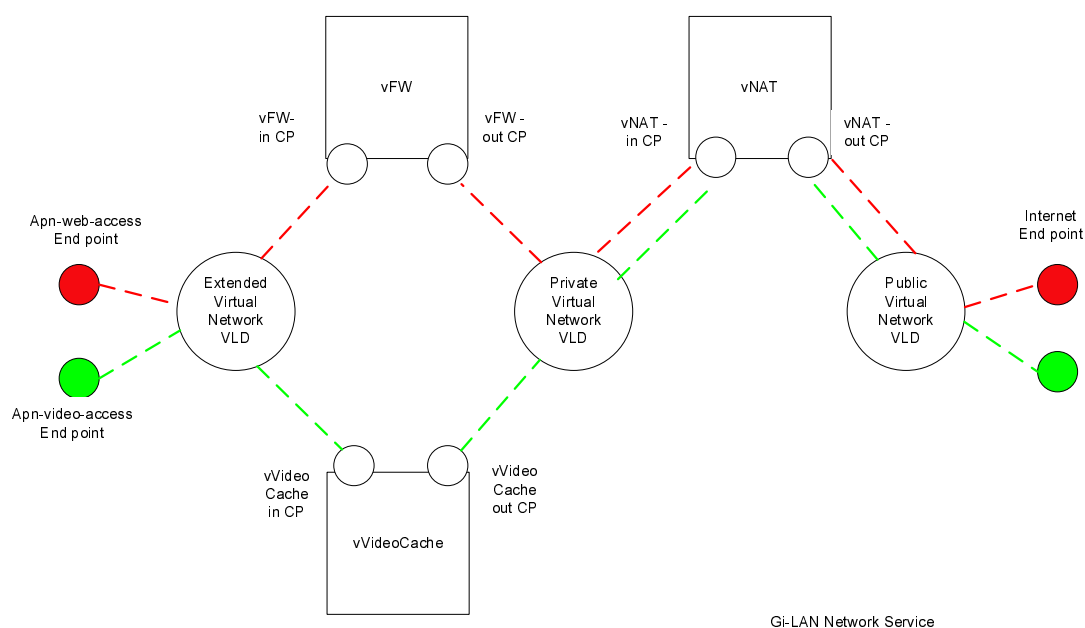 vFW
vNAT
vFW-
in CP
vFW -
out CP
vNAT -
in CP
vNAT -
out CP
Apn-web-access
End point
Internet
End point
Extended
Virtual
Network
VLD
Private
Virtual
Network
VLD
Public
Virtual
Network
VLD
Apn-video-access
End point
vVideo
Cache
in CP
vVideo
Cache
out CP
vVideoCache
Gi-LAN Network Service